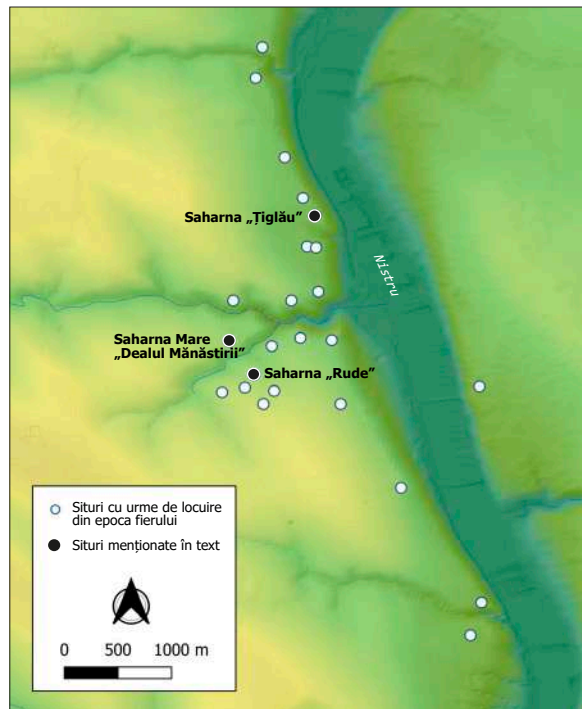 Saharna „Țiglău”
Nistru
Saharna Mare
„Dealul Mănăstirii”
Saharna „Rude”
Situri cu urme de locuire
din epoca fierului
Situri menționate în text
0 500 1000 m